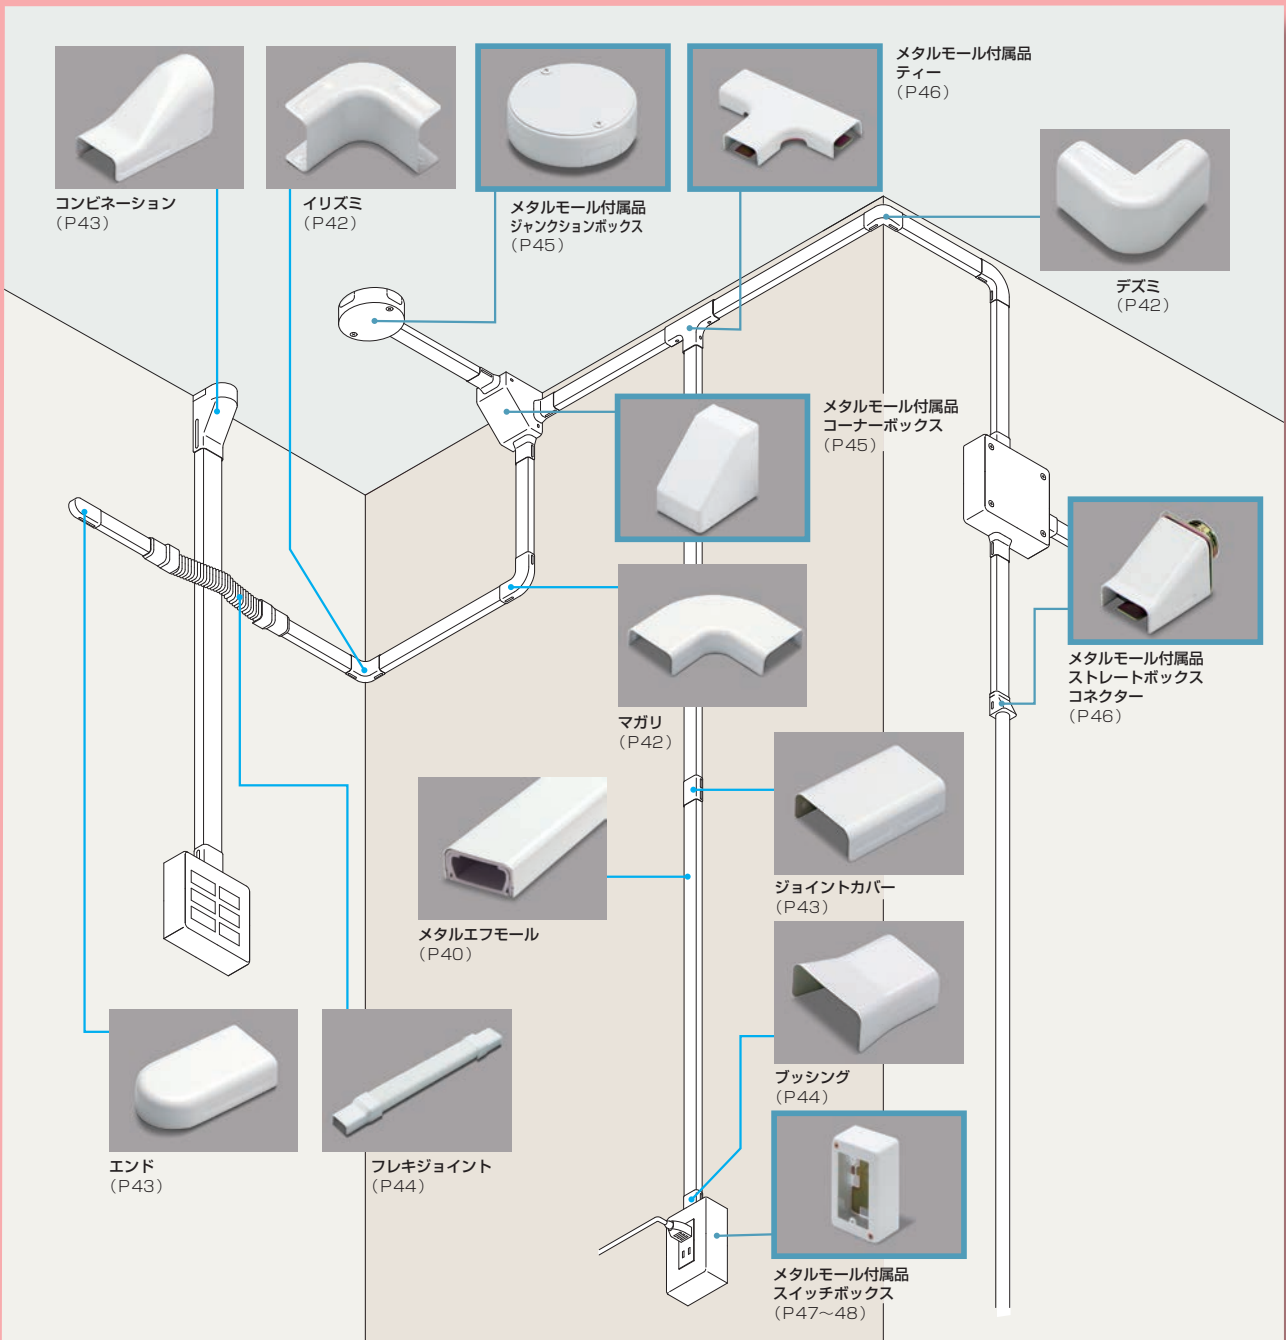 コンビネーション
（P43）
イリズミ
（P42）
メタルモール付属品
ジャンクションボックス
（P45）
メタルモール付属品
ティー
（P46）
デズミ
（P42）
メタルモール付属品
コーナーボックス
（P45）
メタルモール付属品
ストレートボックス
コネクター
（P46）
マガリ
（P42）
ジョイントカバー
（P43）
メタルエフモール
（P40）
ブッシング
（P44）
エンド
（P43）
フレキジョイント
（P44）
メタルモール付属品
スイッチボックス
（P47〜48）